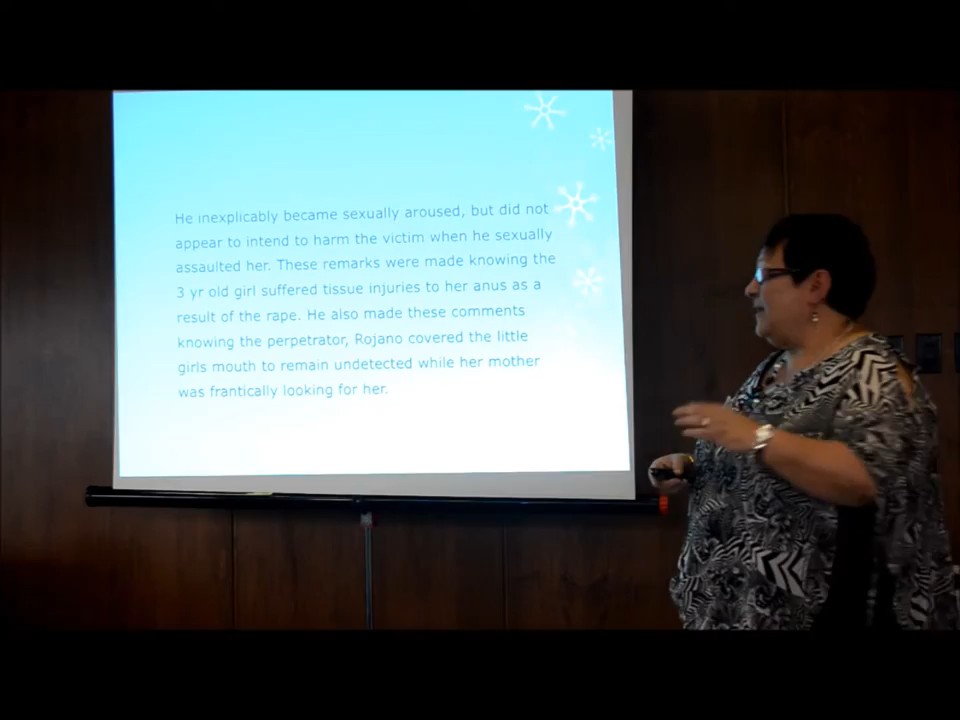 He inexplicably became sexually aroused, but did not
appear to intend to harm the victim when he sexually
assaulted her. These remarks were made knowing the
3 yr old girl suffered tissue injuries to her anus as a
result of the rape. He also made these comments
knowing the perpetrator, Rojano covered the little
girls mouth to remain undetected while her mother
was frantically looking for her.